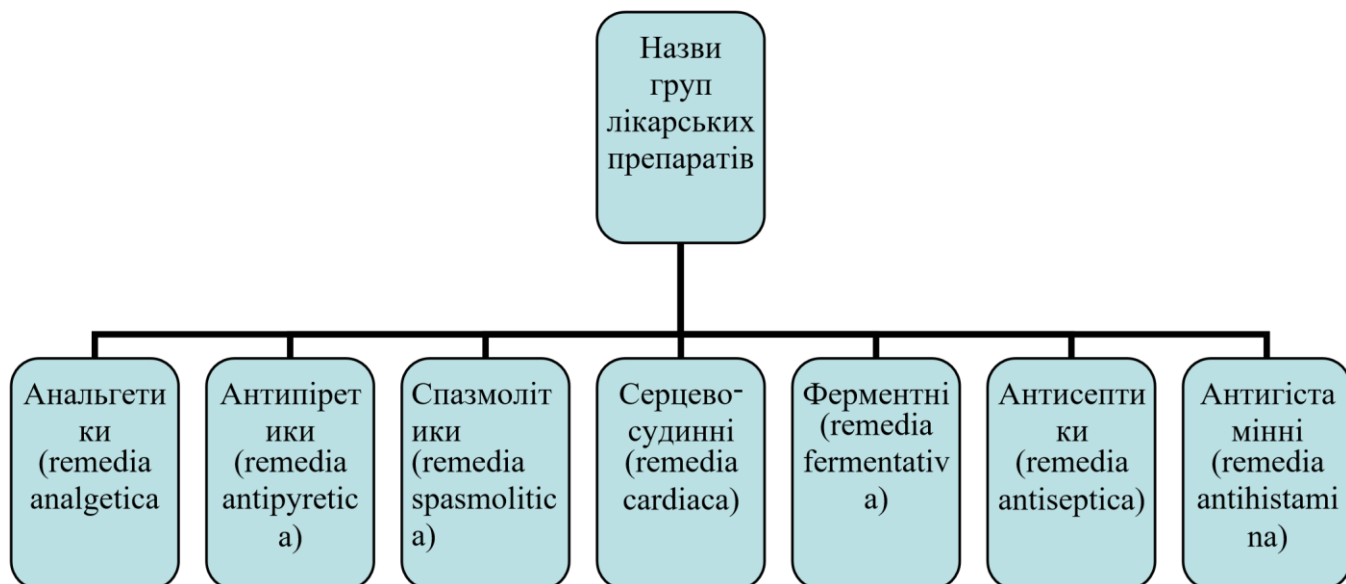 Назви
груп
лікарських
препаратів
Анальгети
ки
(remedia
analgetica
Антипірет
ики
(remedia
antipyretic
a)
Спазмоліт
ики
(remedia
spasmolitic
a)
Серцево-
судинні
(remedia
cardiaca)
Ферментні
(remedia
fermentativ
a)
Антисепти
ки
(remedia
antiseptica)
Антигіста
мінні
(remedia
antihistami
na)